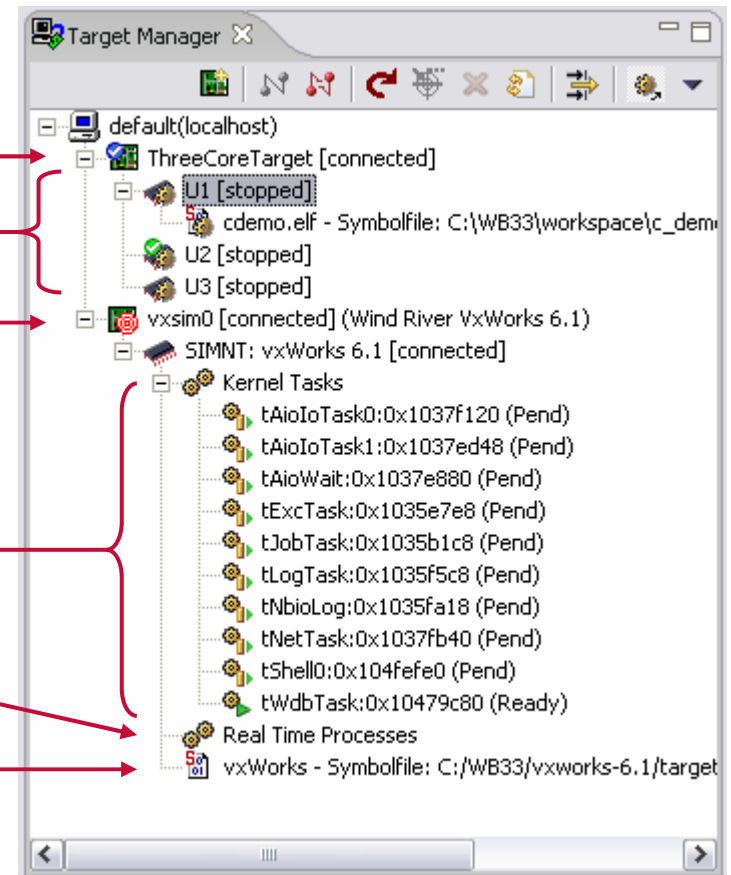 Target Manager
default(localhost)
ThreeCoreTarget [connected]
U1 [stopped]
cdemo.elf - Symbolfile: C:\WB33\workspace\c_dem
U2 [stopped]
U3 [stopped]
vxsim0 [connected] (Wind River VxWorks 6.1)
SIMNT: vxWorks 6.1 [connected]
Kernel Tasks
tAioIoTask0:0x1037f120 (Pend)
tAioIoTask1:0x1037ed48 (Pend)
tAioWait:0x1037e880 (Pend)
tExcTask:0x1035e7e8 (Pend)
tJobTask:0x1035b1c8 (Pend)
tLogTask:0x1035f5c8 (Pend)
tNbioLog:0x1035fa18 (Pend)
tNetTask:0x1037fb40 (Pend)
tShell0:0x104fefe0 (Pend)
tWdbTask:0x10479c80 (Ready)
Real Time Processes
vxWorks - Symbolfile: C:/WB33/vxworks-6.1/target